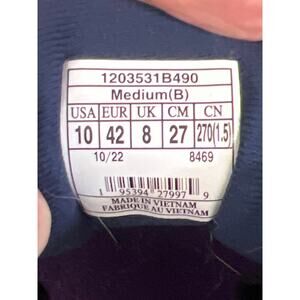 1203531B490
Medium(B)
USA EUR UK CM CN
10 42 8 27 270(1.5)
10/22 8469
1 95394 27997 9
MADE IN VIETNAM
FABRIQUE AU VIETNAM